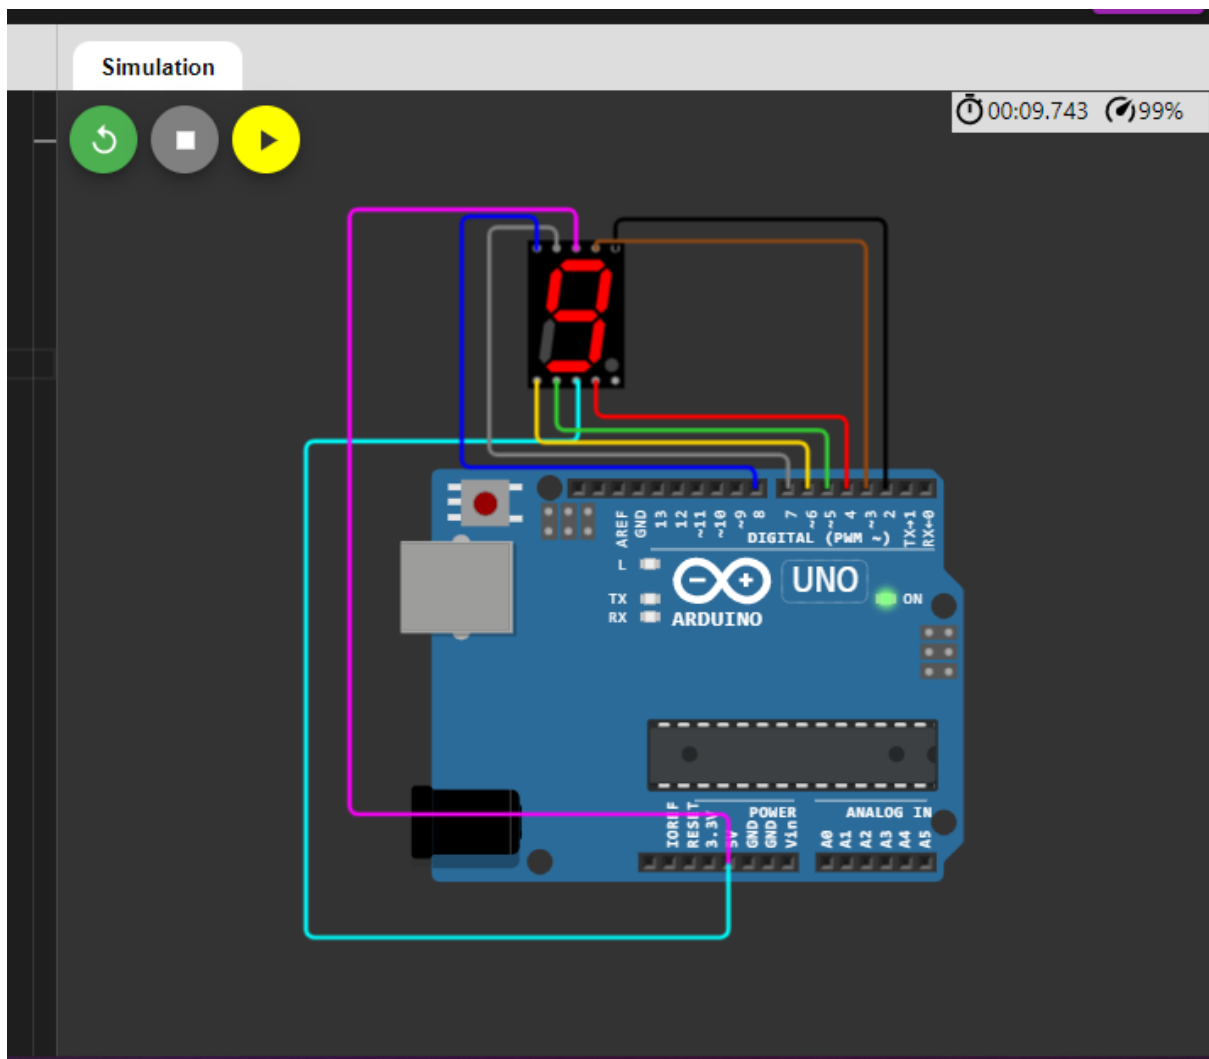 Simulation
00:09.743 99%
9
AREF
GND
13
12
~11
~10
~9
8
7
~6
~5
4
~3
2
TX→1
RX←0
DIGITAL (PWM ~)
L
TX
RX
ARDUINO
UNO
ON
IOREF
RESET
3.3V
5V
GND
GND
Vin
POWER
ANALOG IN
A0
A1
A2
A3
A4
A5